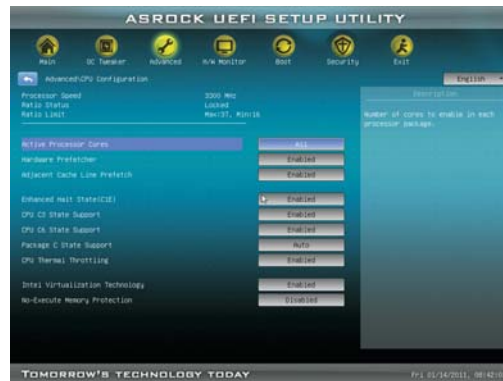 ASROCK UEFI SETUP UTILITY
Main OC Tweaker Advanced H/W Monitor Boot Security Exit
Advanced\CPU Configuration English
Description
Processor Speed 3300 MHz
Ratio Status Locked
Ratio Limit Max:37, Min:16
Number of cores to enable in each
processor package.
Active Processor Cores All
Hardware Prefetcher Enabled
Adjacent Cache Line Prefetch Enabled
Enhanced Halt State(C1E) Enabled
CPU C3 State Support Enabled
CPU C6 State Support Enabled
Package C State Support Auto
CPU Thermal Throttling Enabled
Intel Virtualization Technology Enabled
No-Execute Memory Protection Disabled
TOMORROW'S TECHNOLOGY TODAY
Fri 01/14/2011,